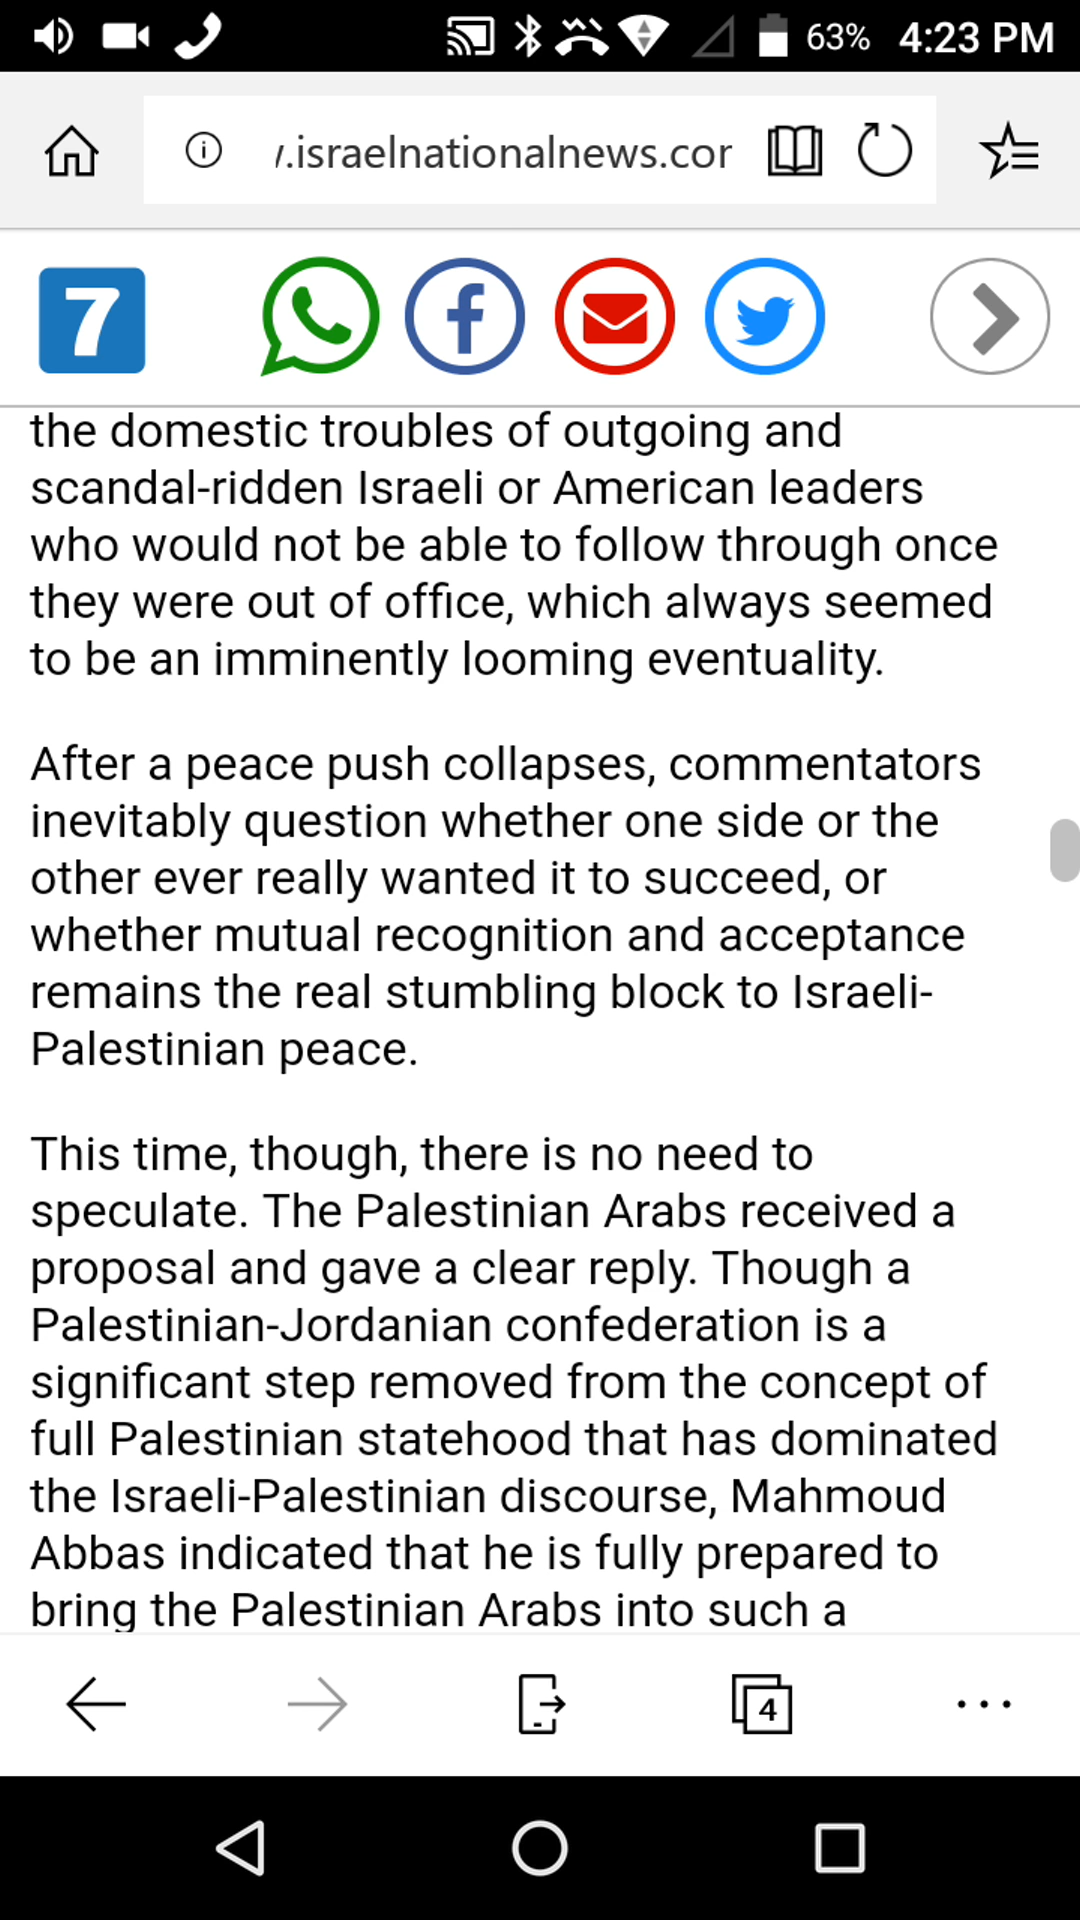 63% 4:23 PM
.israelnationalnews.cor
7
the domestic troubles of outgoing and
scandal-ridden Israeli or American leaders
who would not be able to follow through once
they were out of office, which always seemed
to be an imminently looming eventuality.
After a peace push collapses, commentators
inevitably question whether one side or the
other ever really wanted it to succeed, or
whether mutual recognition and acceptance
remains the real stumbling block to Israeli-
Palestinian peace.
This time, though, there is no need to
speculate. The Palestinian Arabs received a
proposal and gave a clear reply. Though a
Palestinian-Jordanian confederation is a
significant step removed from the concept of
full Palestinian statehood that has dominated
the Israeli-Palestinian discourse, Mahmoud
Abbas indicated that he is fully prepared to
bring the Palestinian Arabs into such a
4